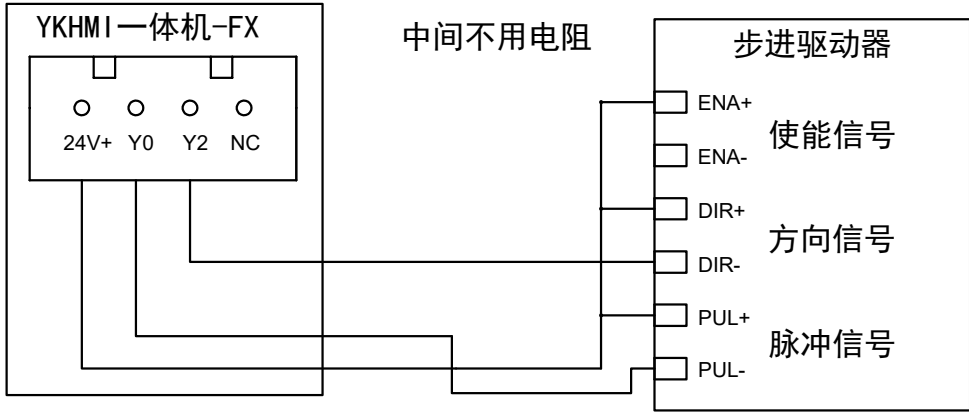 YKHMI一体机-FX
中间不用电阻
步进驱动器
24V+ Y0 Y2 NC
ENA+
使能信号
ENA-
DIR+
方向信号
DIR-
PUL+
脉冲信号
PUL-